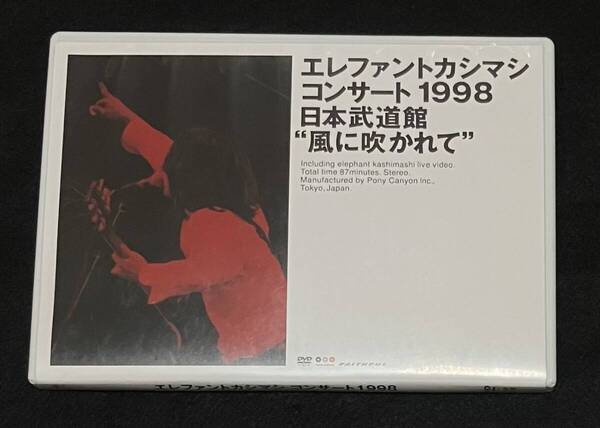 エレファントカシマシ
コンサート1998
日本武道館
“風に吹かれて”
Including elephant kashimashi live video.
Total time 87minutes. Stereo.
Manufactured by Pony Canyon Inc.,
Tokyo, Japan.
DVD
FAITHFUL
エレファントカシマシ コンサート1998